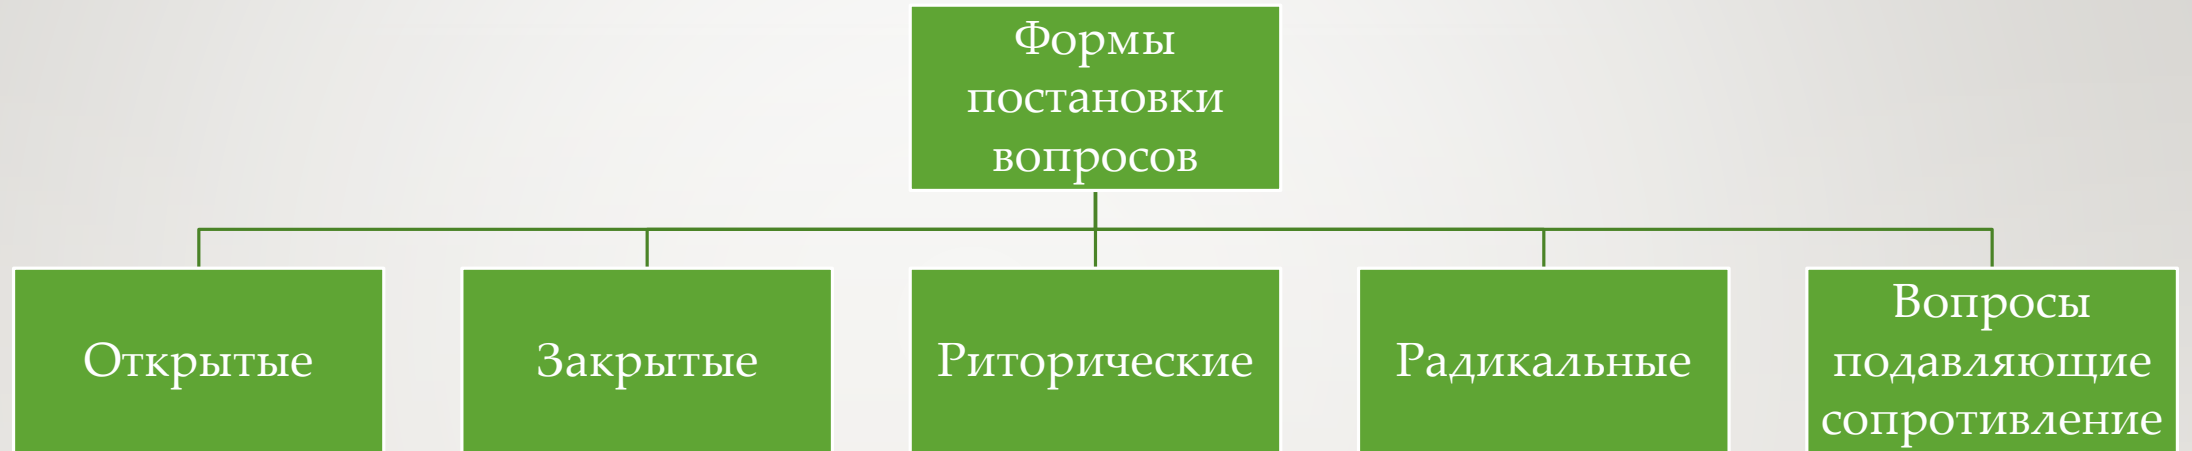 Формы
постановки
вопросов
Открытые
Закрытые
Риторические
Радикальные
Вопросы
подавляющие
сопротивление